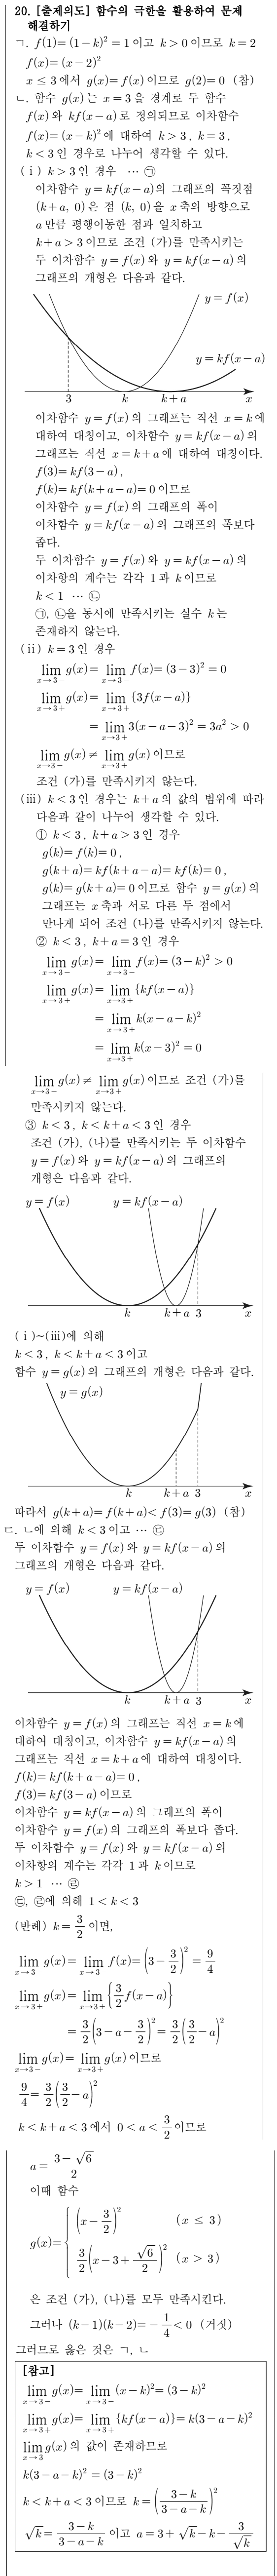 20. [출제의도] 함수의 극한을 활용하여 문제
해결하기
ㄱ. f(1)=(1-k)²=1 이고 k>0 이므로 k=2
f(x)=(x-2)²
x≤3 에서 g(x)=f(x) 이므로 g(2)=0 (참)
ㄴ. 함수 g(x)는 x=3 을 경계로 두 함수
f(x)와 kf(x-a)로 정의되므로 이차함수
f(x)=(x-k)² 에 대하여 k>3, k=3,
k<3 인 경우로 나누어 생각할 수 있다.
(ⅰ) k>3 인 경우 ⋯ ㉠
이차함수 y=kf(x-a)의 그래프의 꼭짓점
(k+a, 0)은 점 (k, 0)을 x축의 방향으로
a만큼 평행이동한 점과 일치하고
k+a>3 이므로 조건 (가)를 만족시키는
두 이차함수 y=f(x)와 y=kf(x-a)의
그래프의 개형은 다음과 같다.
y=f(x)
y=kf(x-a)
3 k k+a x
이차함수 y=f(x)의 그래프는 직선 x=k에
대하여 대칭이고, 이차함수 y=kf(x-a)의
그래프는 직선 x=k+a에 대하여 대칭이다.
f(3)=kf(3-a),
f(k)=kf(k+a-a)=0 이므로
이차함수 y=f(x)의 그래프의 폭이
이차함수 y=kf(x-a)의 그래프의 폭보다
좁다.
두 이차함수 y=f(x)와 y=kf(x-a)의
이차항의 계수는 각각 1과 k이므로
k<1 ⋯ ㉡
㉠, ㉡을 동시에 만족시키는 실수 k는
존재하지 않는다.
(ⅱ) k=3 인 경우
lim x→3- g(x)= lim x→3- f(x)=(3-3)²=0
lim x→3+ g(x)= lim x→3+ {3f(x-a)}
= lim x→3+ 3(x-a-3)²=3a²>0
lim x→3- g(x)≠ lim x→3+ g(x) 이므로
조건 (가)를 만족시키지 않는다.
(ⅲ) k<3 인 경우는 k+a의 값의 범위에 따라
다음과 같이 나누어 생각할 수 있다.
① k<3, k+a>3 인 경우
g(k)=f(k)=0,
g(k+a)=kf(k+a-a)=kf(k)=0,
g(k)=g(k+a)=0 이므로 함수 y=g(x)의
그래프는 x축과 서로 다른 두 점에서
만나게 되어 조건 (나)를 만족시키지 않는다.
② k<3, k+a=3 인 경우
lim x→3- g(x)= lim x→3- f(x)=(3-k)²>0
lim x→3+ g(x)= lim x→3+ {kf(x-a)}
= lim x→3+ k(x-a-k)²
= lim x→3+ k(x-3)²=0
lim x→3- g(x)≠ lim x→3+ g(x) 이므로 조건 (가)를
만족시키지 않는다.
③ k<3, k<k+a<3 인 경우
조건 (가), (나)를 만족시키는 두 이차함수
y=f(x)와 y=kf(x-a)의 그래프의
개형은 다음과 같다.
y=f(x) y=kf(x-a)
k k+a 3 x
(ⅰ)~(ⅲ)에 의해
k<3, k<k+a<3 이고
함수 y=g(x)의 그래프의 개형은 다음과 같다.
y=g(x)
k k+a 3 x
따라서 g(k+a)=f(k+a)<f(3)=g(3) (참)
ㄷ. ㄴ에 의해 k<3 이고 ⋯ ㉢
두 이차함수 y=f(x)와 y=kf(x-a)의
그래프의 개형은 다음과 같다.
y=f(x) y=kf(x-a)
k k+a 3 x
이차함수 y=f(x)의 그래프는 직선 x=k에
대하여 대칭이고, 이차함수 y=kf(x-a)의
그래프는 직선 x=k+a에 대하여 대칭이다.
f(k)=kf(k+a-a)=0,
f(3)=kf(3-a) 이므로
이차함수 y=kf(x-a)의 그래프의 폭이
이차함수 y=f(x)의 그래프의 폭보다 좁다.
두 이차함수 y=f(x)와 y=kf(x-a)의
이차항의 계수는 각각 1과 k이므로
k>1 ⋯ ㉣
㉢, ㉣에 의해 1<k<3
(반례) k=3/2 이면,
lim x→3- g(x)= lim x→3- f(x)=(3-3/2)²=9/4
lim x→3+ g(x)= lim x→3+ {3/2 f(x-a)}
=3/2(3-a-3/2)²=3/2(3/2-a)²
lim x→3- g(x)= lim x→3+ g(x) 이므로
9/4=3/2(3/2-a)²
k<k+a<3 에서 0<a<3/2 이므로
a=(3-√6)/2
이때 함수
g(x)={ (x-3/2)² (x≤3)
3/2(x-3+√6/2)² (x>3)
은 조건 (가), (나)를 모두 만족시킨다.
그러나 (k-1)(k-2)=-1/4<0 (거짓)
그러므로 옳은 것은 ㄱ, ㄴ
[참고]
lim x→3- g(x)= lim x→3- (x-k)²=(3-k)²
lim x→3+ g(x)= lim x→3+ {kf(x-a)}=k(3-a-k)²
lim x→3 g(x)의 값이 존재하므로
k(3-a-k)²=(3-k)²
k<k+a<3 이므로 k=((3-k)/(3-a-k))²
√k=(3-k)/(3-a-k) 이고 a=3+√k-k-3/√k